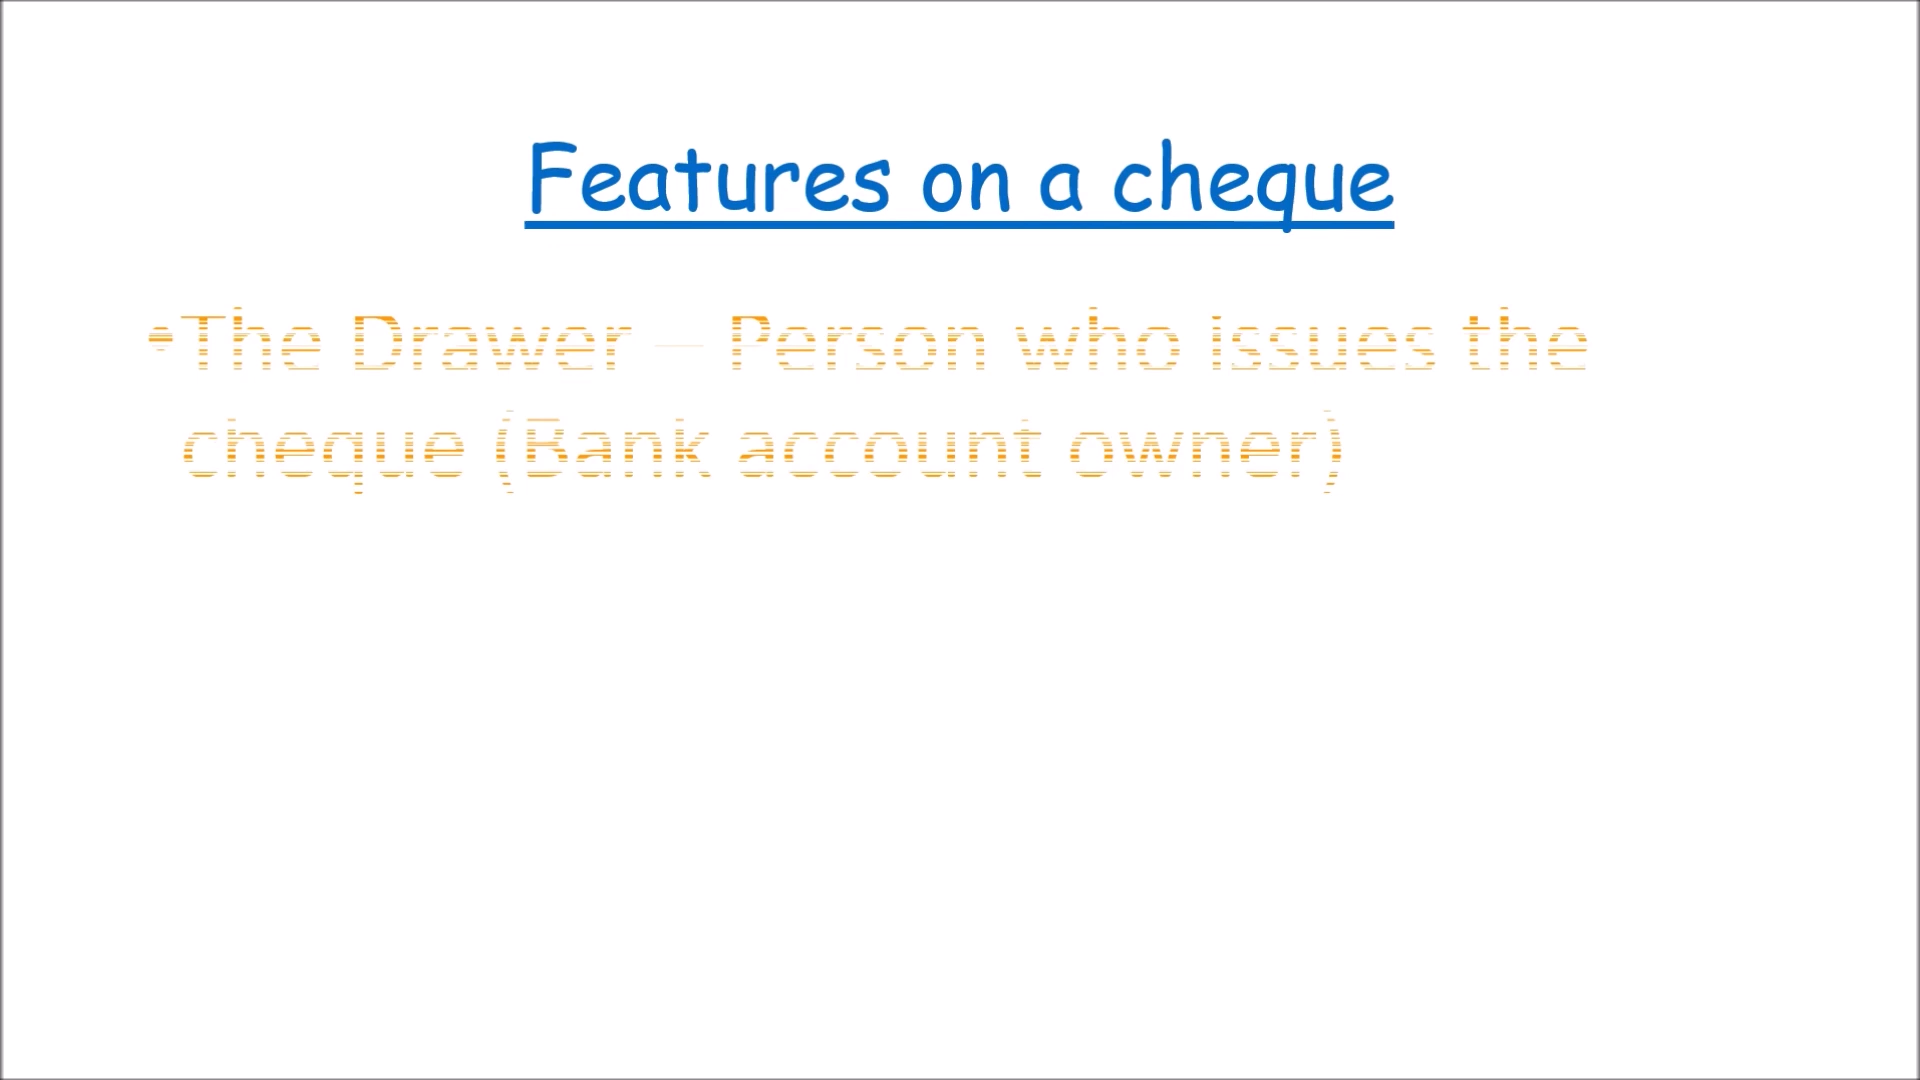 Features on a cheque
•The Drawer – Person who issues the
cheque (Bank account owner)